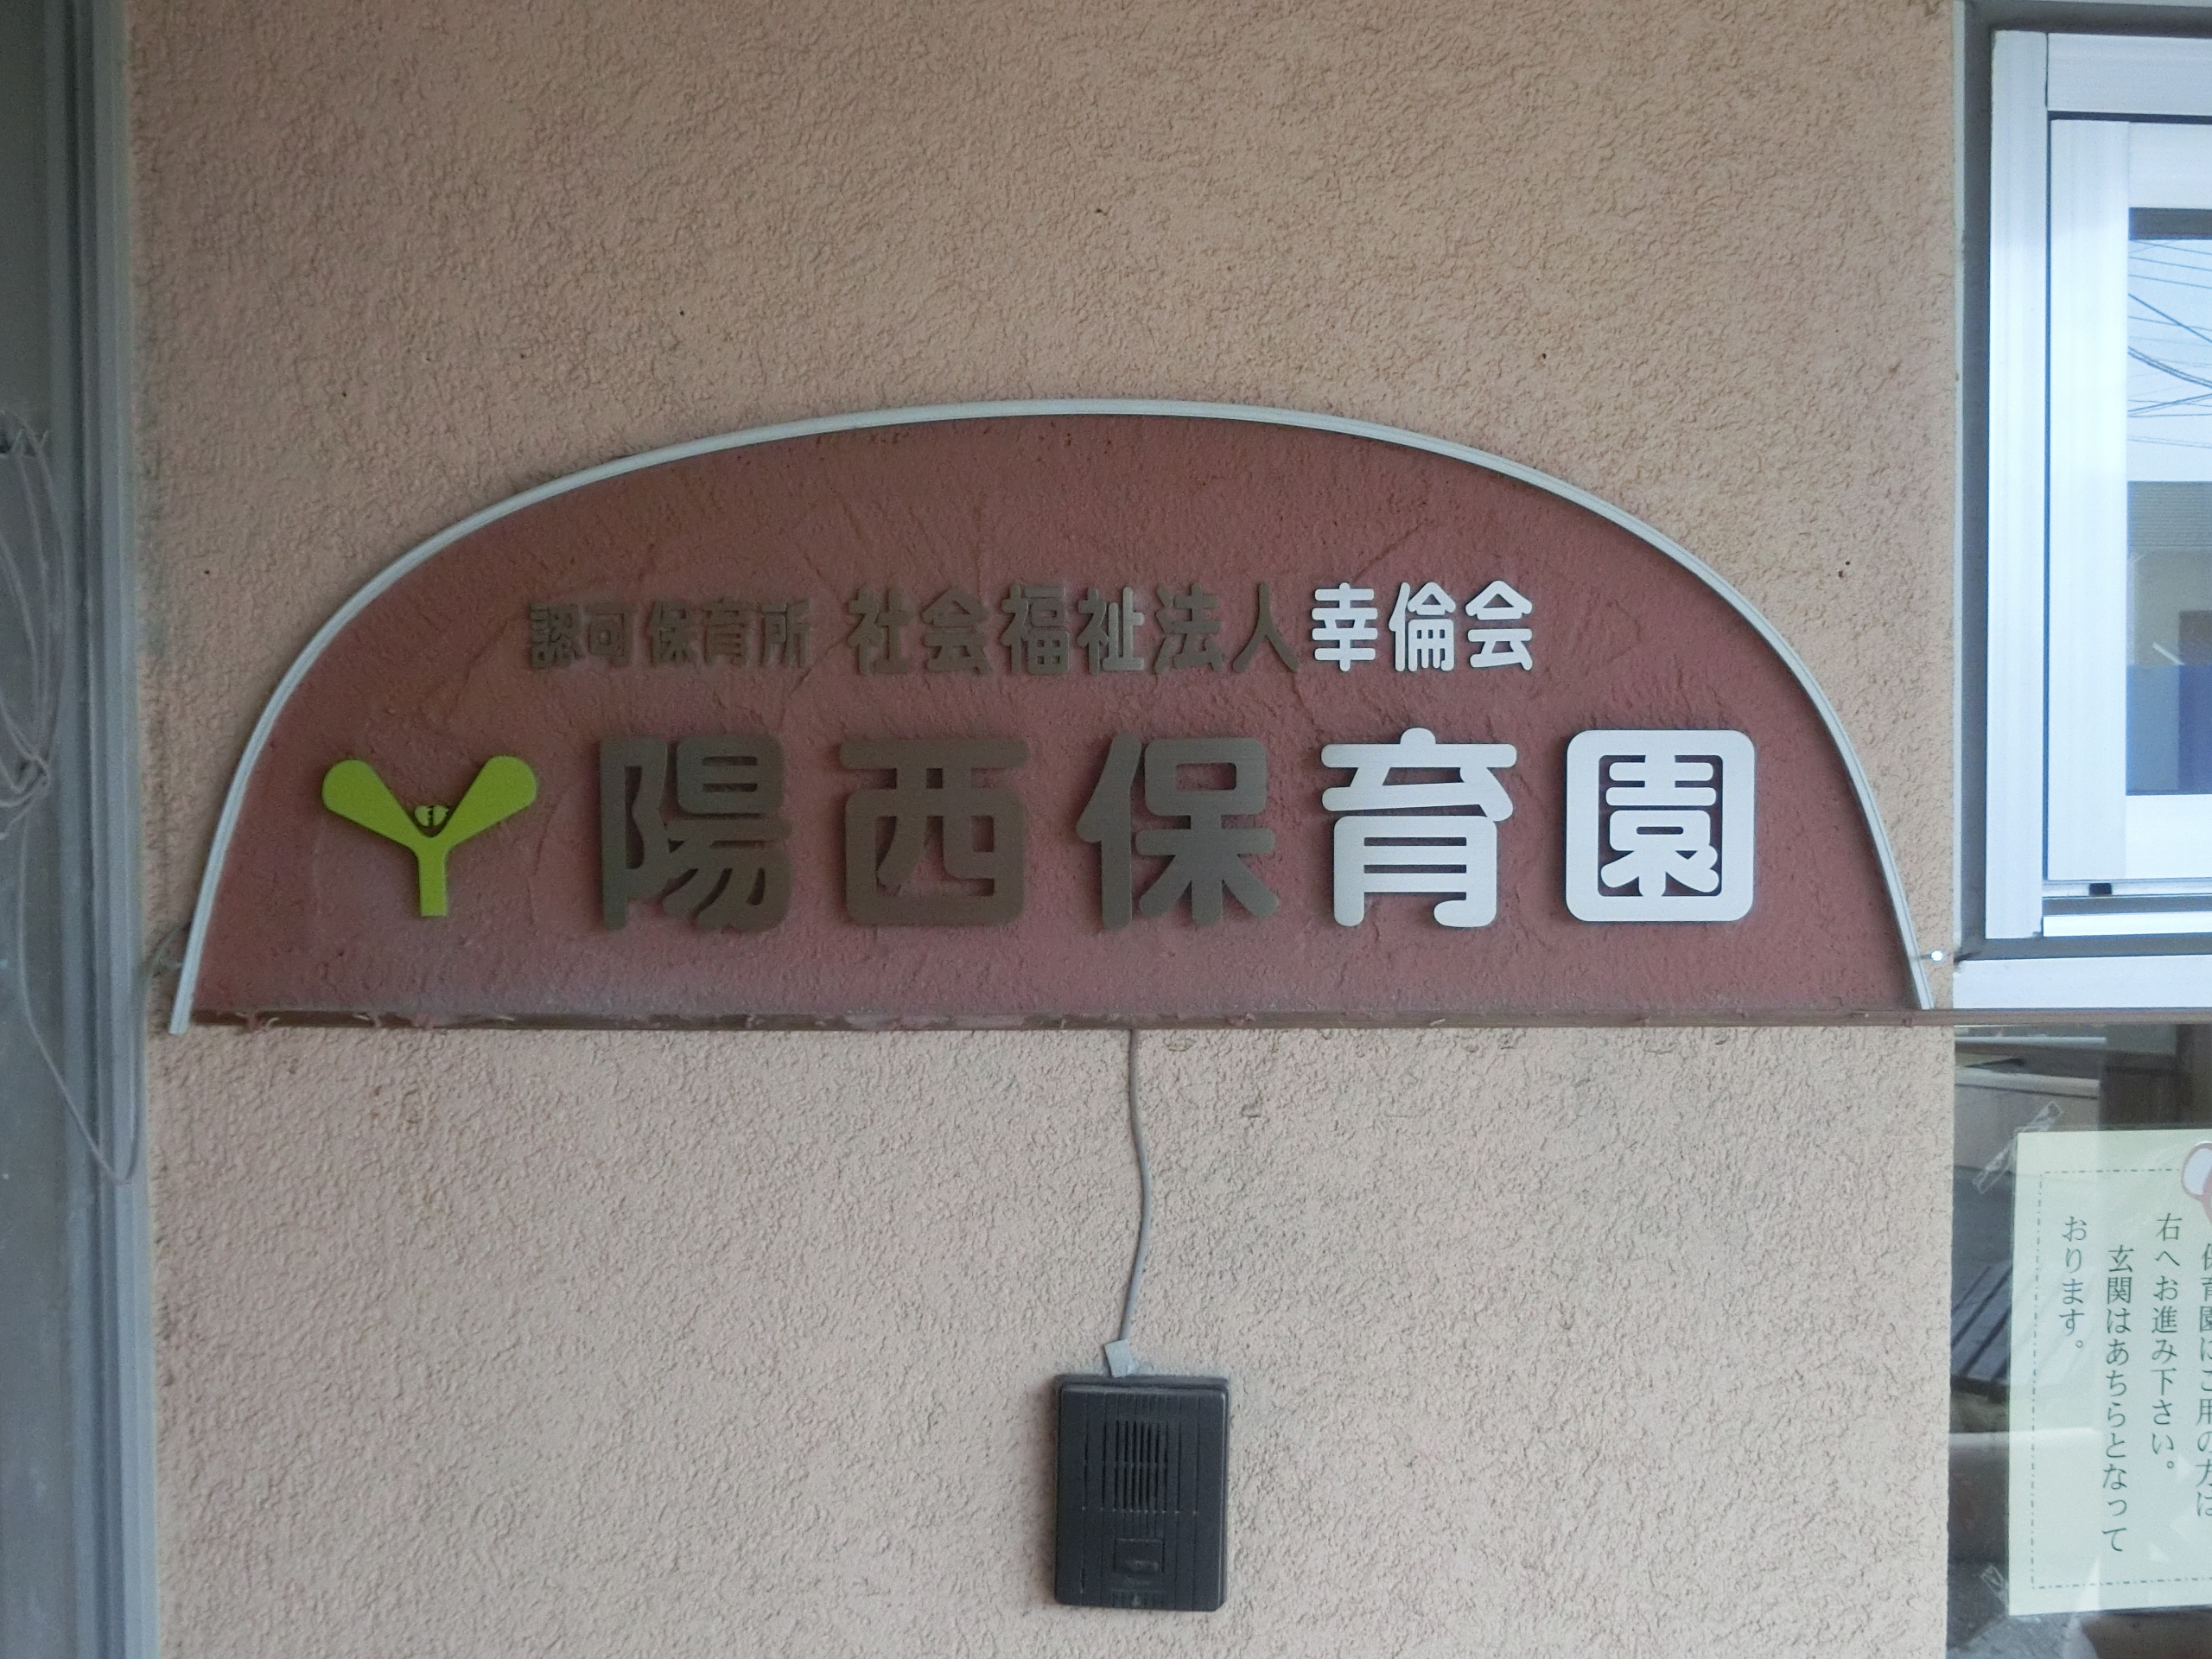 認可保育所 社会福祉法人幸倫会
陽西保育園
保育園にご用の方は
右へお進み下さい。
玄関はあちらとなって
おります。